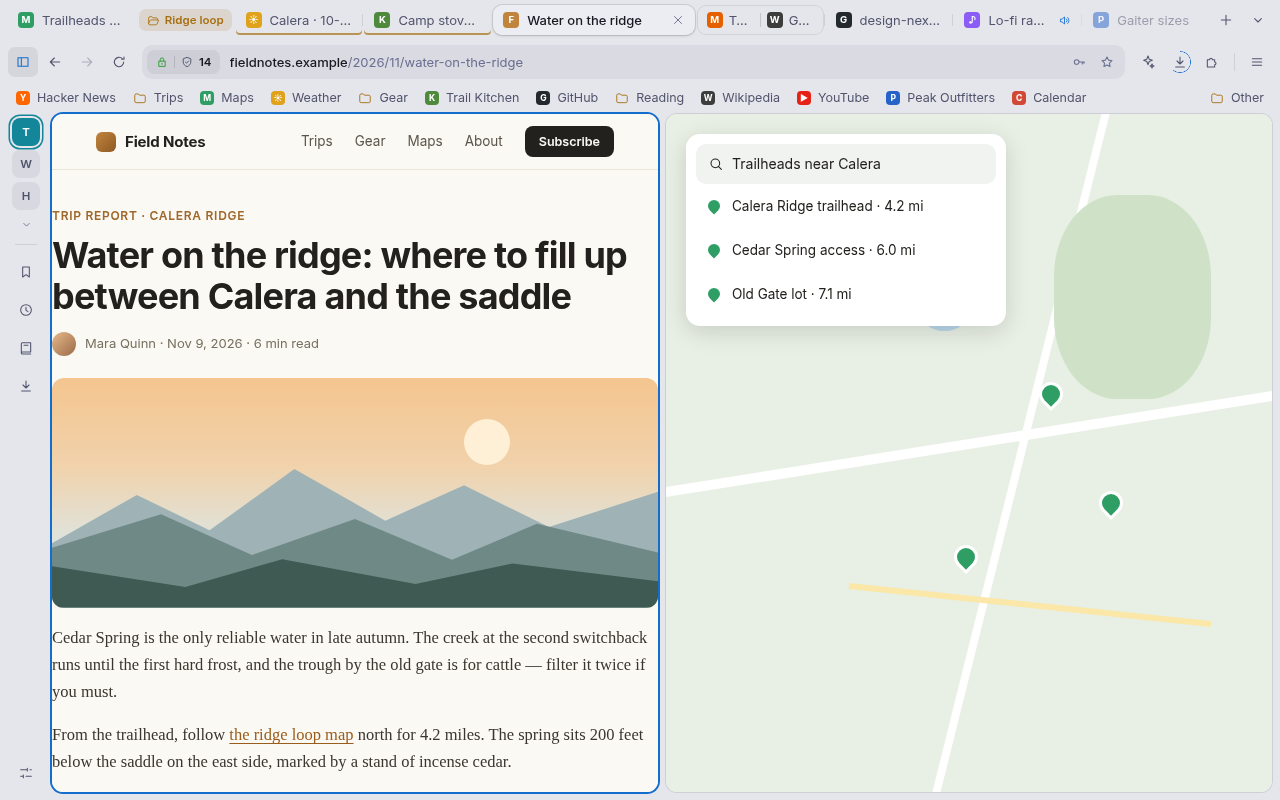 M Trailheads ...
Ridge loop
Calera · 10-...
K Camp stov...
F Water on the ridge
M T...
W G...
G design-nex...
Lo-fi ra...
P Gaiter sizes
14
fieldnotes.example/2026/11/water-on-the-ridge
Y Hacker News
Trips
M Maps
Weather
Gear
K Trail Kitchen
G GitHub
Reading
W Wikipedia
YouTube
P Peak Outfitters
C Calendar
Other
T
W
H
Field Notes
Trips
Gear
Maps
About
Subscribe
TRIP REPORT · CALERA RIDGE
Water on the ridge: where to fill up
between Calera and the saddle
Mara Quinn · Nov 9, 2026 · 6 min read
Cedar Spring is the only reliable water in late autumn. The creek at the second switchback
runs until the first hard frost, and the trough by the old gate is for cattle — filter it twice if
you must.
From the trailhead, follow the ridge loop map north for 4.2 miles. The spring sits 200 feet
below the saddle on the east side, marked by a stand of incense cedar.
Trailheads near Calera
Calera Ridge trailhead · 4.2 mi
Cedar Spring access · 6.0 mi
Old Gate lot · 7.1 mi